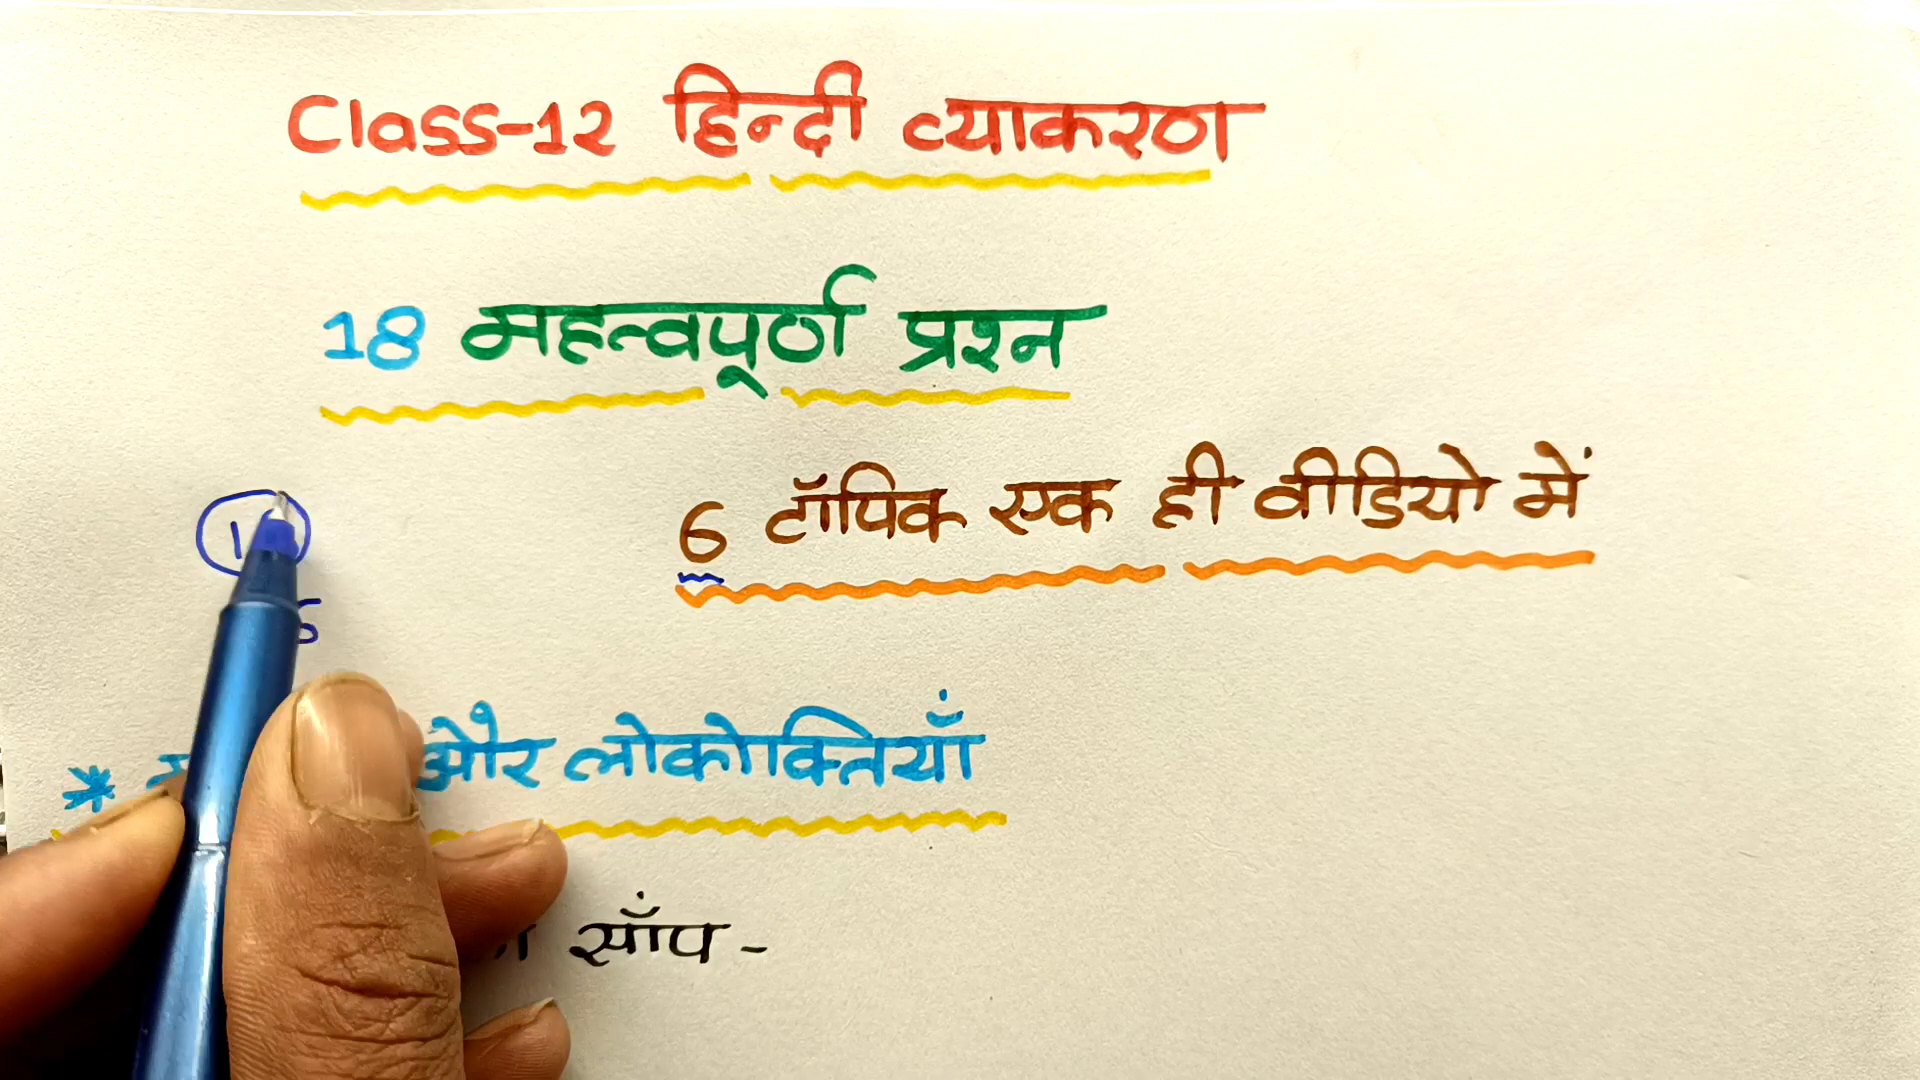 Class-12 हिन्दी व्याकरण
18 महत्वपूर्ण प्रश्न
6 टॉपिक एक ही वीडियो में
* और लोकोक्तियाँ
साँप -